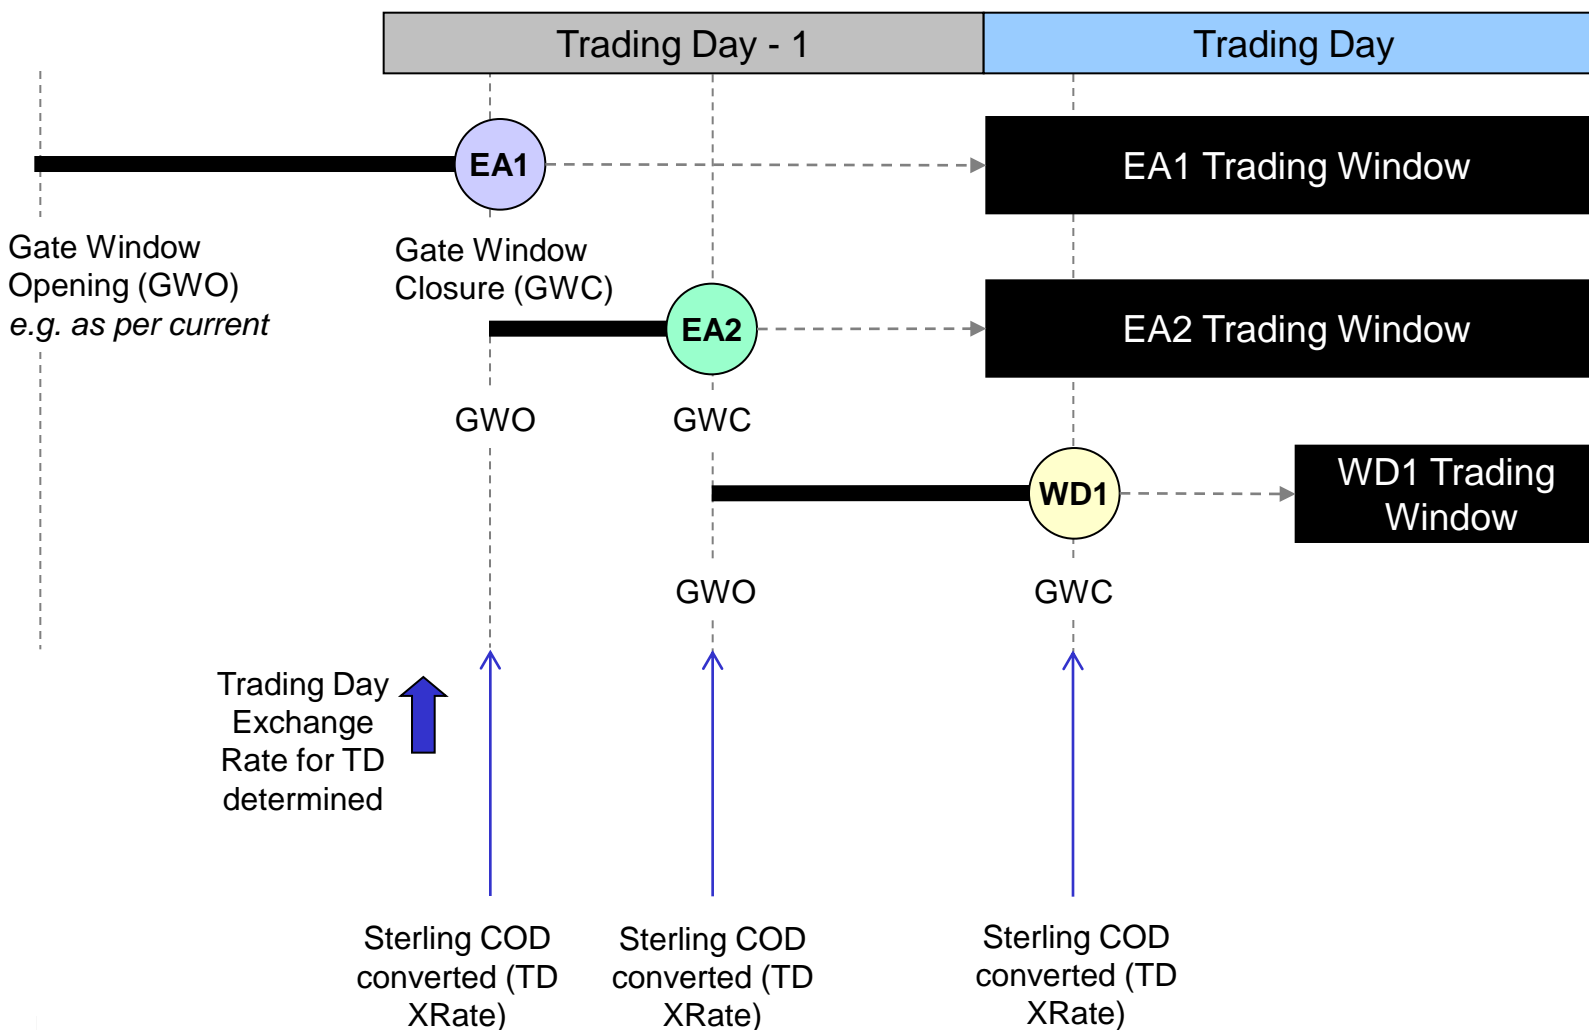 Trading Day - 1
Trading Day
EA1
EA1 Trading Window
Gate Window
Opening (GWO)
e.g. as per current
Gate Window
Closure (GWC)
EA2
EA2 Trading Window
GWO
GWC
WD1
WD1 Trading
Window
GWO
GWC
Trading Day
Exchange
Rate for TD
determined
Sterling COD
converted (TD
XRate)
Sterling COD
converted (TD
XRate)
Sterling COD
converted (TD
XRate)